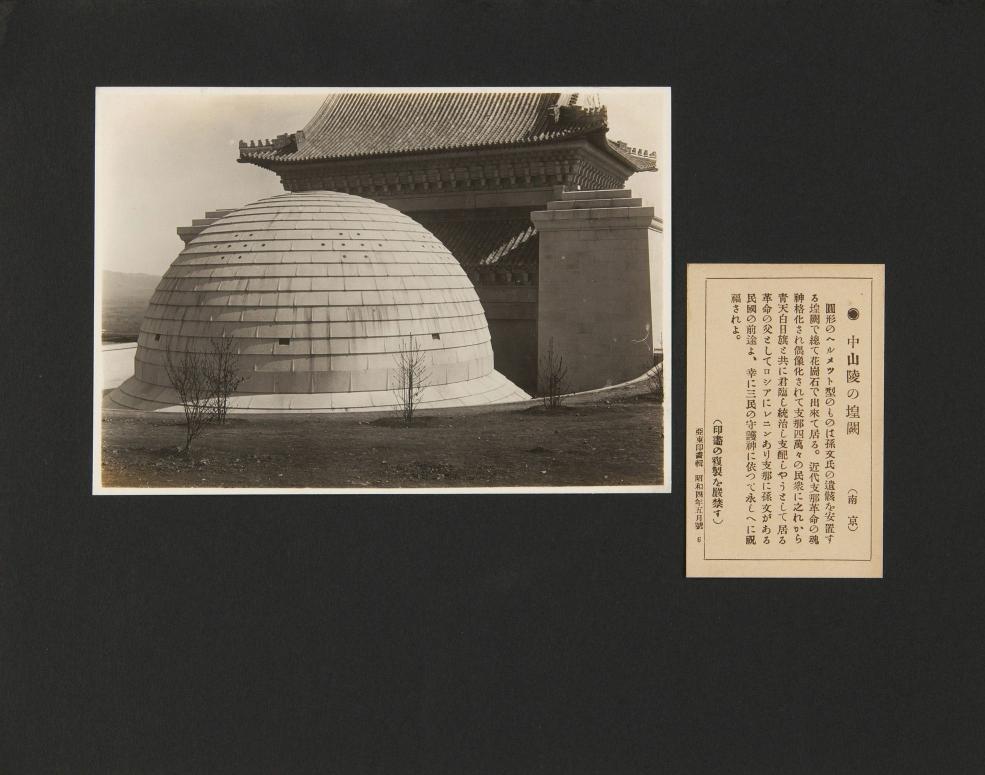 ◉ 中山陵の堭闕 (南京)
圓形のヘルメツト型のものは孫文氏の遺骸を安置す
る堭闕で總て花崗石で出來て居る。近代支那革命の魂
神格化され偶像化されて支那四萬々の民衆に之れから
靑天白日旗と共に君臨し統治し支配しやうとして居る
革命の父としてロシアにレニンあり支那に孫文がある
民國の前途よ、幸に三民の守護神に依つて永しへに祝
福されよ。
(印畵の複製を嚴禁す)
亞東印畵輯 昭和四年五月號 6